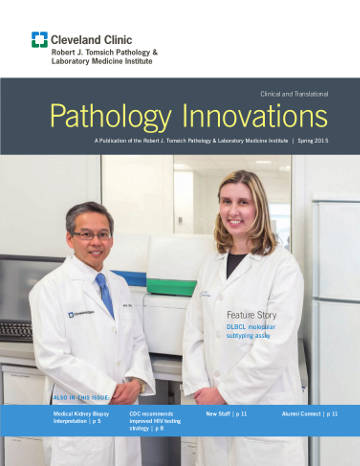 Cleveland Clinic
Robert J. Tomsich Pathology &
Laboratory Medicine Institute
Clinical and Translational
Pathology Innovations
A Publication of the Robert J. Tomsich Pathology & Laboratory Medicine Institute | Spring 2015
Feature Story
DLBCL molecular
subtyping assay
Cleveland Clinic
ALSO IN THIS ISSUE:
Medical Kidney Biopsy
Interpretation | p 5
CDC recommends
improved HIV testing
strategy | p 8
New Staff | p 11
Alumni Connect | p 11